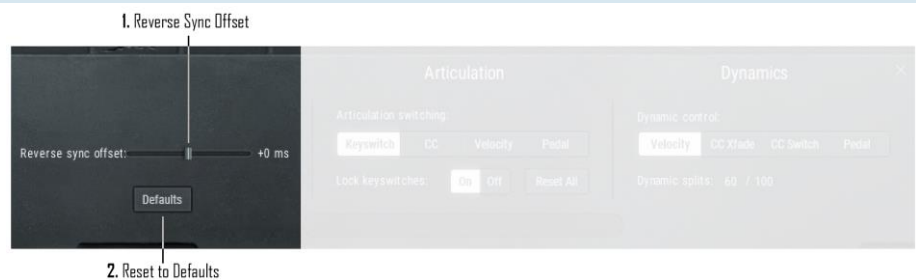 1. Reverse Sync Offset
Articulation
Dynamics
Articulation switching:
Dynamic control:
Reverse sync offset: +0 ms
Keyswitch CC Velocity Pedal
Velocity CC Xfade CC Switch Pedal
Lock keyswitches: On Off Reset All
Dynamic splits: 60 / 100
Defaults
2. Reset to Defaults